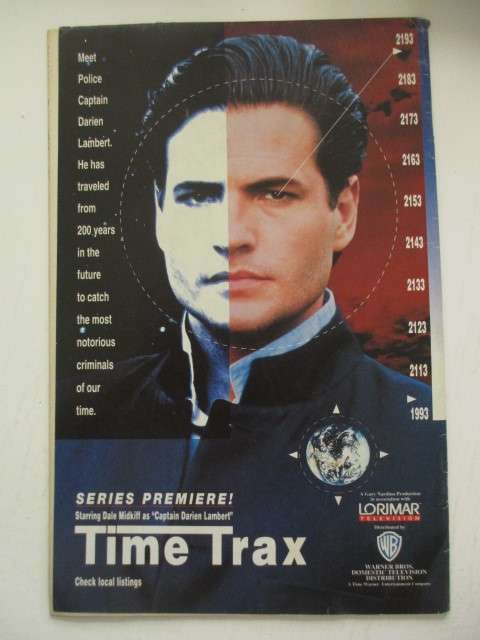 Meet
Police
Captain
Darien
Lambert.
He has
traveled
from
200 years
in the
future
to catch
the most
notorious
criminals
of our
time.
2193
2183
2173
2163
2153
2143
2133
2123
2113
1993
SERIES PREMIERE!
Starring Dale Midkiff as "Captain Darien Lambert"
Time Trax
Check local listings
A Gary Nardino Production
in association with
LORIMAR
TELEVISION
Distributed by
WB
WARNER BROS.
DOMESTIC TELEVISION
DISTRIBUTION
A Time Warner Entertainment Company